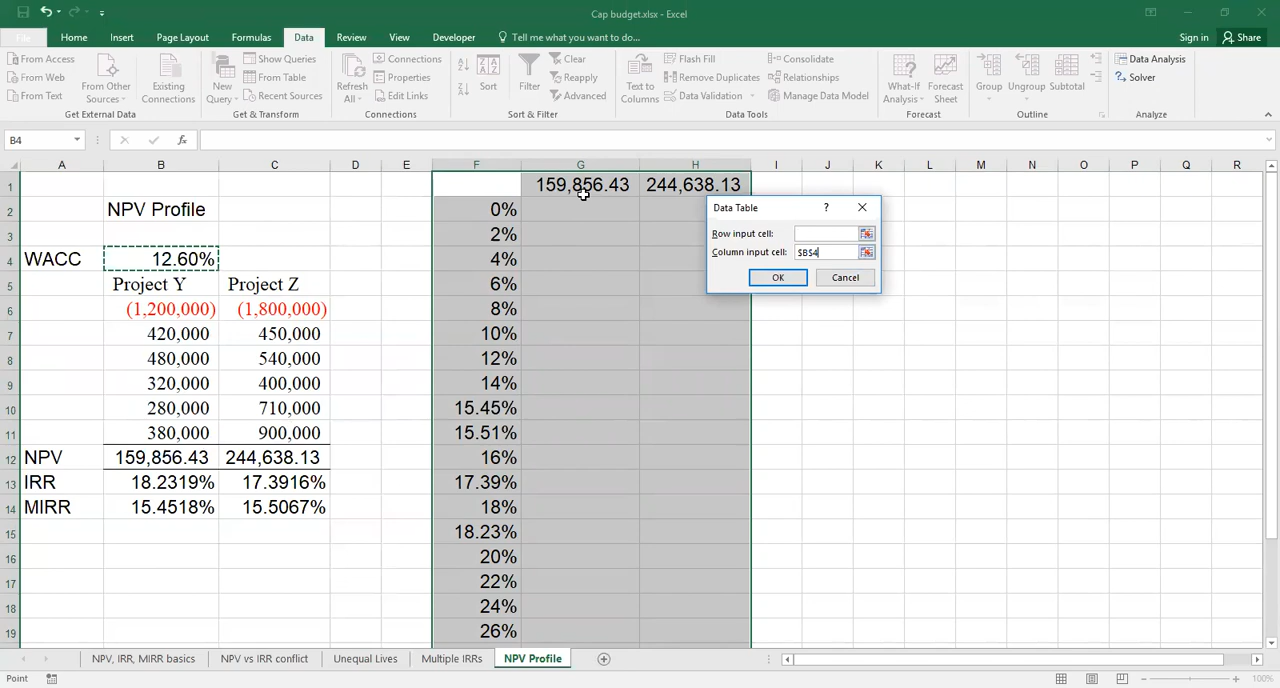 Cap budget.xlsx - Excel
File Home Insert Page Layout Formulas Data Review View Developer Tell me what you want to do... Sign in Share
From Access
From Web
From Text
From Other Sources
Existing Connections
Get External Data
New Query
Show Queries
From Table
Recent Sources
Get & Transform
Refresh All
Connections
Properties
Edit Links
Connections
Sort
Filter
Clear
Reapply
Advanced
Sort & Filter
Text to Columns
Flash Fill
Remove Duplicates
Data Validation
Consolidate
Relationships
Manage Data Model
Data Tools
What-If Analysis
Forecast Sheet
Forecast
Group
Ungroup
Subtotal
Outline
Data Analysis
Solver
Analyze
B4 fx
A B C D E F G H I J K L M N O P Q R
1 159,856.43 244,638.13
2 NPV Profile 0%
3 2%
4 WACC 12.60% 4%
5 Project Y Project Z 6%
6 (1,200,000) (1,800,000) 8%
7 420,000 450,000 10%
8 480,000 540,000 12%
9 320,000 400,000 14%
10 280,000 710,000 15.45%
11 380,000 900,000 15.51%
12 NPV 159,856.43 244,638.13 16%
13 IRR 18.2319% 17.3916% 17.39%
14 MIRR 15.4518% 15.5067% 18%
15 18.23%
16 20%
17 22%
18 24%
19 26%
Data Table ?
Row input cell:
Column input cell: $B$4
OK Cancel
NPV, IRR, MIRR basics NPV vs IRR conflict Unequal Lives Multiple IRRs NPV Profile
Point 100%